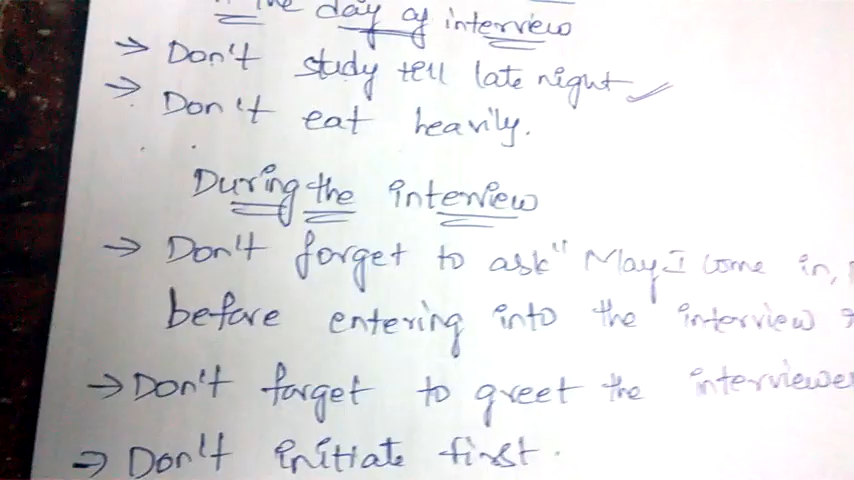 the day of interview
→ Don't study tell late night
→ Don't eat heavily.
During the interview
→ Don't forget to ask "May I come in,
before entering into the interview
→ Don't forget to greet the interviewer
→ Don't initiate first.